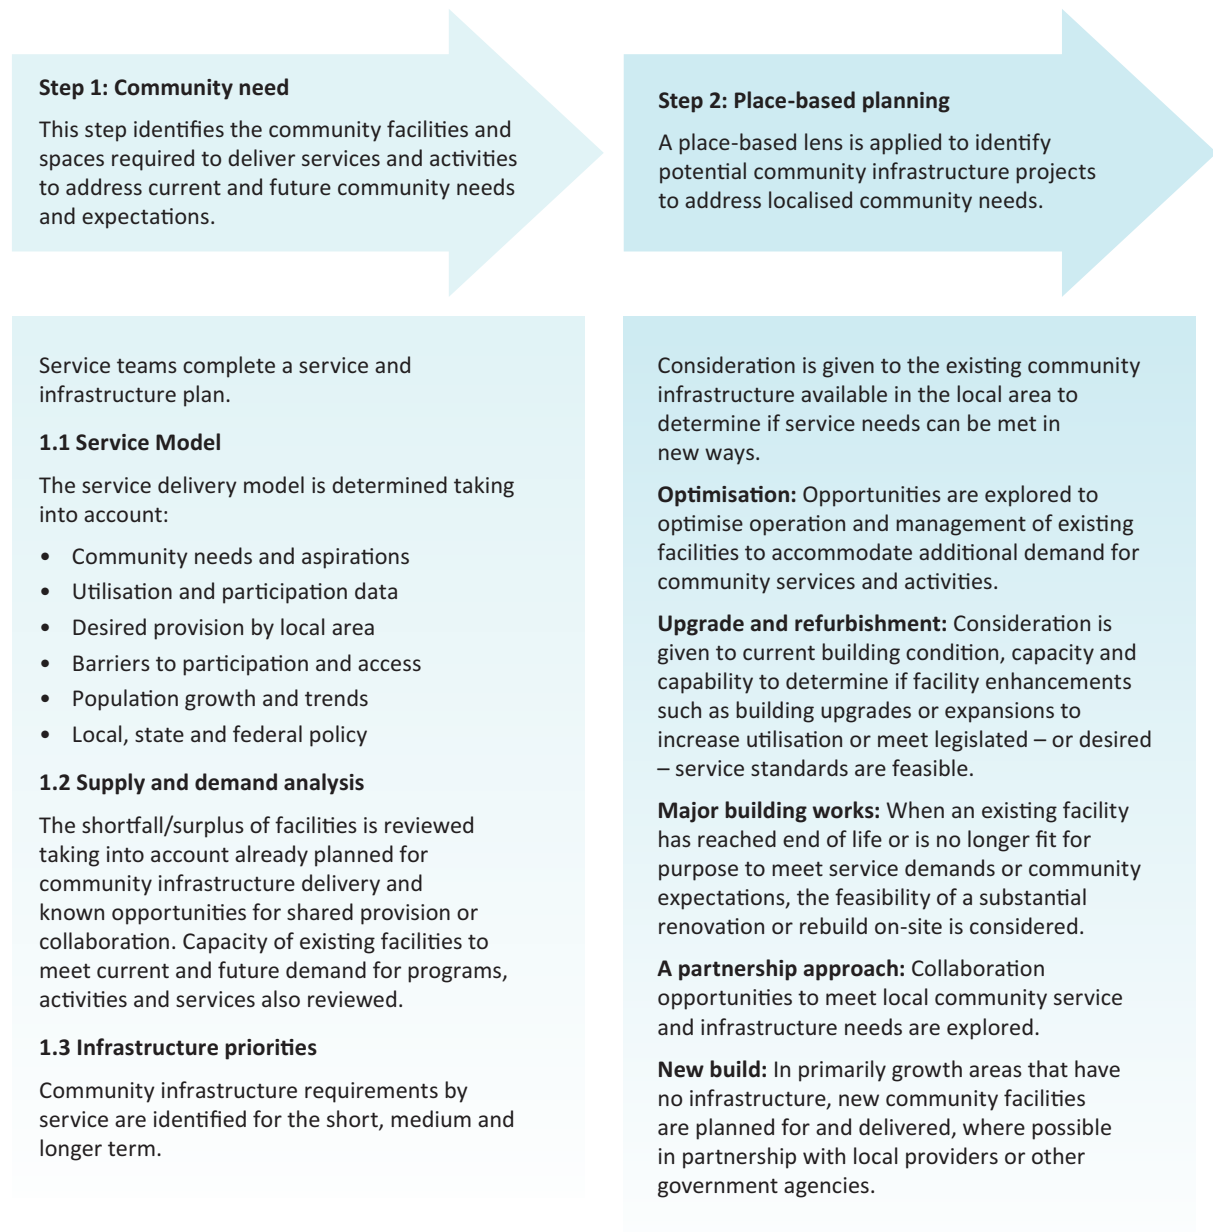 Step 1: Community need
This step identifies the community facilities and
spaces required to deliver services and activities
to address current and future community needs
and expectations.
Step 2: Place-based planning
A place-based lens is applied to identify
potential community infrastructure projects
to address localised community needs.
Service teams complete a service and
infrastructure plan.
1.1 Service Model
The service delivery model is determined taking
into account:
• Community needs and aspirations
• Utilisation and participation data
• Desired provision by local area
• Barriers to participation and access
• Population growth and trends
• Local, state and federal policy
1.2 Supply and demand analysis
The shortfall/surplus of facilities is reviewed
taking into account already planned for
community infrastructure delivery and
known opportunities for shared provision or
collaboration. Capacity of existing facilities to
meet current and future demand for programs,
activities and services also reviewed.
1.3 Infrastructure priorities
Community infrastructure requirements by
service are identified for the short, medium and
longer term.
Consideration is given to the existing community
infrastructure available in the local area to
determine if service needs can be met in
new ways.
Optimisation: Opportunities are explored to
optimise operation and management of existing
facilities to accommodate additional demand for
community services and activities.
Upgrade and refurbishment: Consideration is
given to current building condition, capacity and
capability to determine if facility enhancements
such as building upgrades or expansions to
increase utilisation or meet legislated – or desired
– service standards are feasible.
Major building works: When an existing facility
has reached end of life or is no longer fit for
purpose to meet service demands or community
expectations, the feasibility of a substantial
renovation or rebuild on-site is considered.
A partnership approach: Collaboration
opportunities to meet local community service
and infrastructure needs are explored.
New build: In primarily growth areas that have
no infrastructure, new community facilities
are planned for and delivered, where possible
in partnership with local providers or other
government agencies.